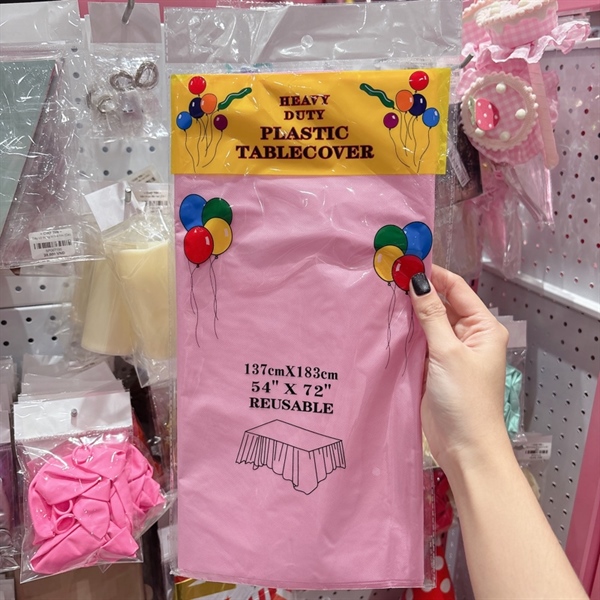 HEAVY
DUTY
PLASTIC
TABLECOVER
137cmX183cm
54" X 72"
REUSABLE